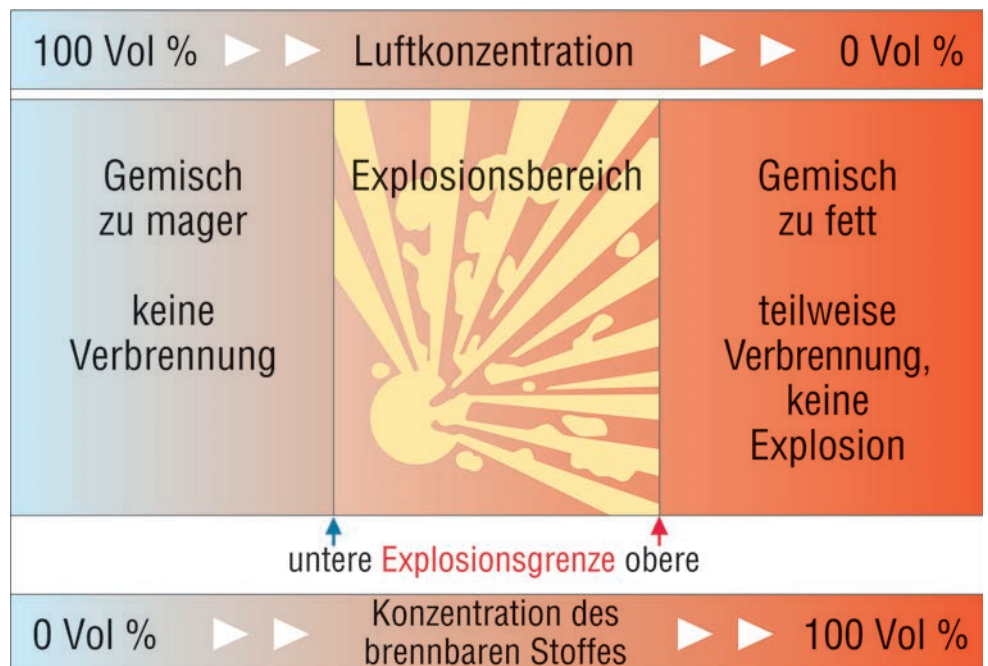 100 Vol % Luftkonzentration 0 Vol %
Gemisch
zu mager
keine
Verbrennung
Explosionsbereich
Gemisch
zu fett
teilweise
Verbrennung,
keine
Explosion
untere Explosionsgrenze obere
0 Vol %
Konzentration des
brennbaren Stoffes
100 Vol %